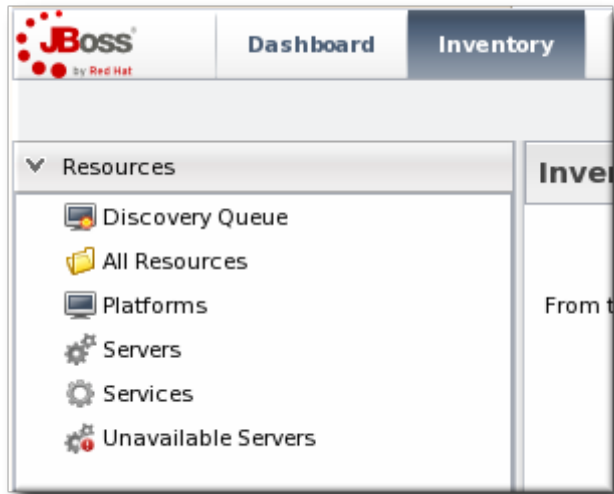 JBoss
by Red Hat
Dashboard
Inventory
Resources
Discovery Queue
All Resources
Platforms
Servers
Services
Unavailable Servers
From